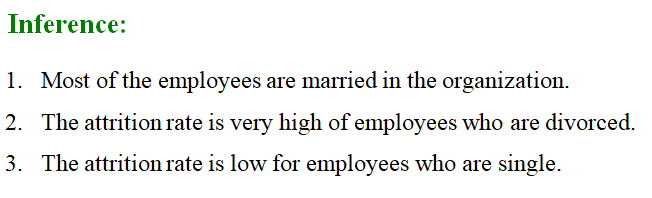 Inference:
1. Most of the employees are married in the organization.
2. The attrition rate is very high of employees who are divorced.
3. The attrition rate is low for employees who are single.